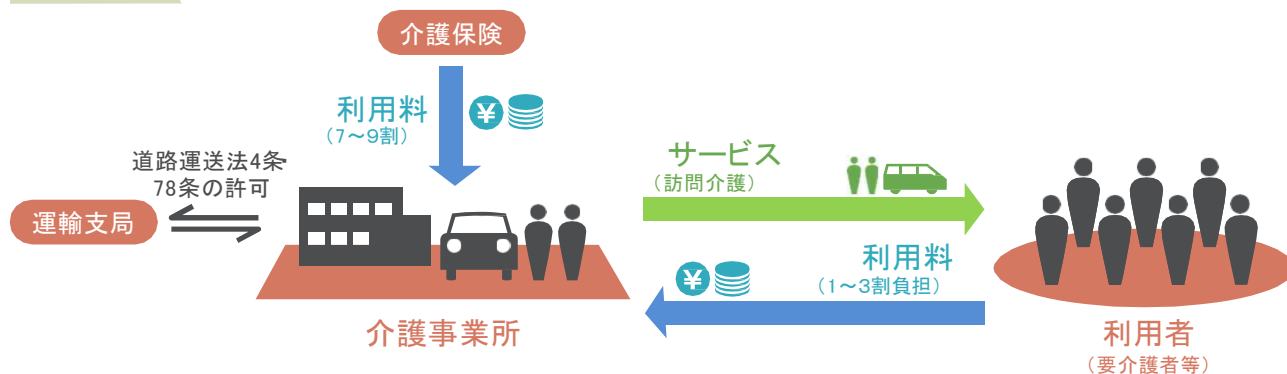 介護保険
利用料
（7～9割）
¥
道路運送法4条・
78条の許可
運輸支局
介護事業所
サービス
（訪問介護）
¥
利用料
（1～3割負担）
利用者
（要介護者等）